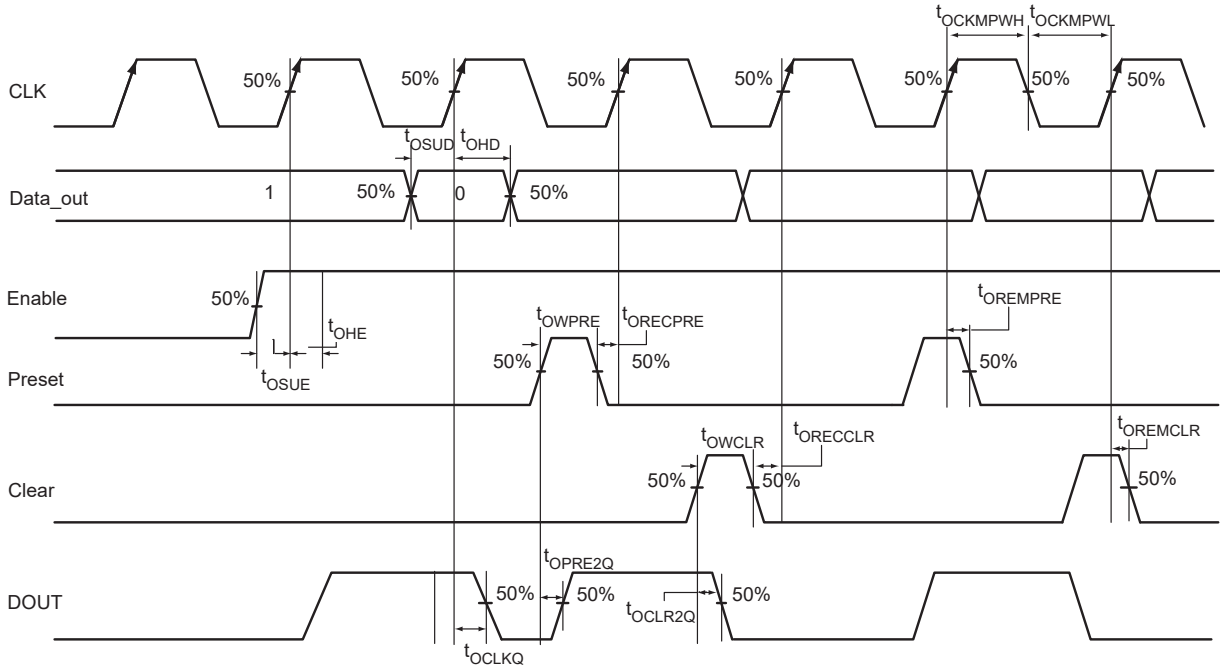 tOCKMPWH tOCKMPWL
CLK 50% 50% 50% 50% 50% 50% 50%
tOSUD tOHD
Data_out 1 50% 0 50%
Enable 50%
tOHE tOWPRE tORECPRE tOREMPRE
Preset 50% 50% 50%
tOSUE
tOWCLR tORECCLR tOREMCLR
Clear 50% 50% 50%
tOPRE2Q
DOUT 50% 50% 50%
tOCLR2Q
tOCLKQ